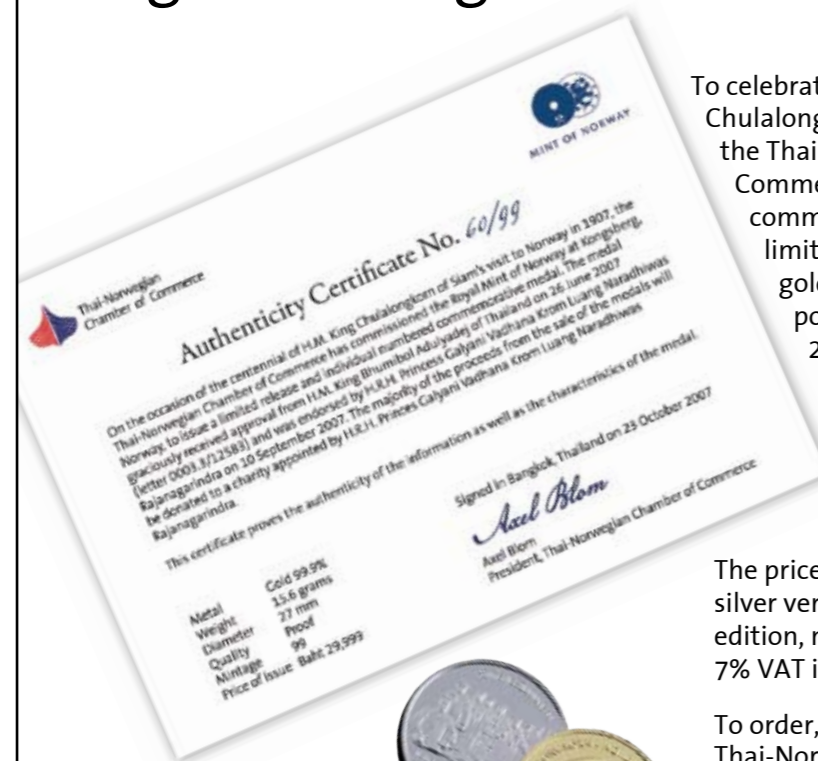 MINT OF NORWAY
Thai-Norwegian
Chamber of Commerce
Authenticity Certificate No. 60/99
On the occasion of the centennial of H.M. King Chulalongkorn of Siam's visit to Norway in 1907, the
Thai-Norwegian Chamber of Commerce has commissioned the Royal Mint of Norway at Kongsberg,
Norway, to issue a limited release and individual numbered commemorative medal. The medal
graciously received approval from H.M. King Bhumibol Adulyadej of Thailand on 26 June 2007
(letter 0003.3/12583) and was endorsed by H.R.H. Princess Galyani Vadhana Krom Luang Naradhiwas
Rajanagarindra on 10 September 2007. The majority of the proceeds from the sale of the medals will
be donated to a charity appointed by H.R.H. Princes Galyani Vadhana Krom Luang Naradhiwas
Rajanagarindra.
This certificate proves the authenticity of the information as well as the characteristics of the medal.
Signed in Bangkok, Thailand on 23 October 2007
Axel Blom
Axel Blom
President, Thai-Norwegian Chamber of Commerce
Metal Gold 99.9%
Weight 15.6 grams
Diameter 27 mm
Quality Proof
Mintage 99
Price of Issue Baht 29,999
To celebrat
Chulalong
the Thai
Comme
comm
limit
gol
po
2
The price
silver ver
edition, r
7% VAT i
To order,
Thai-Nor